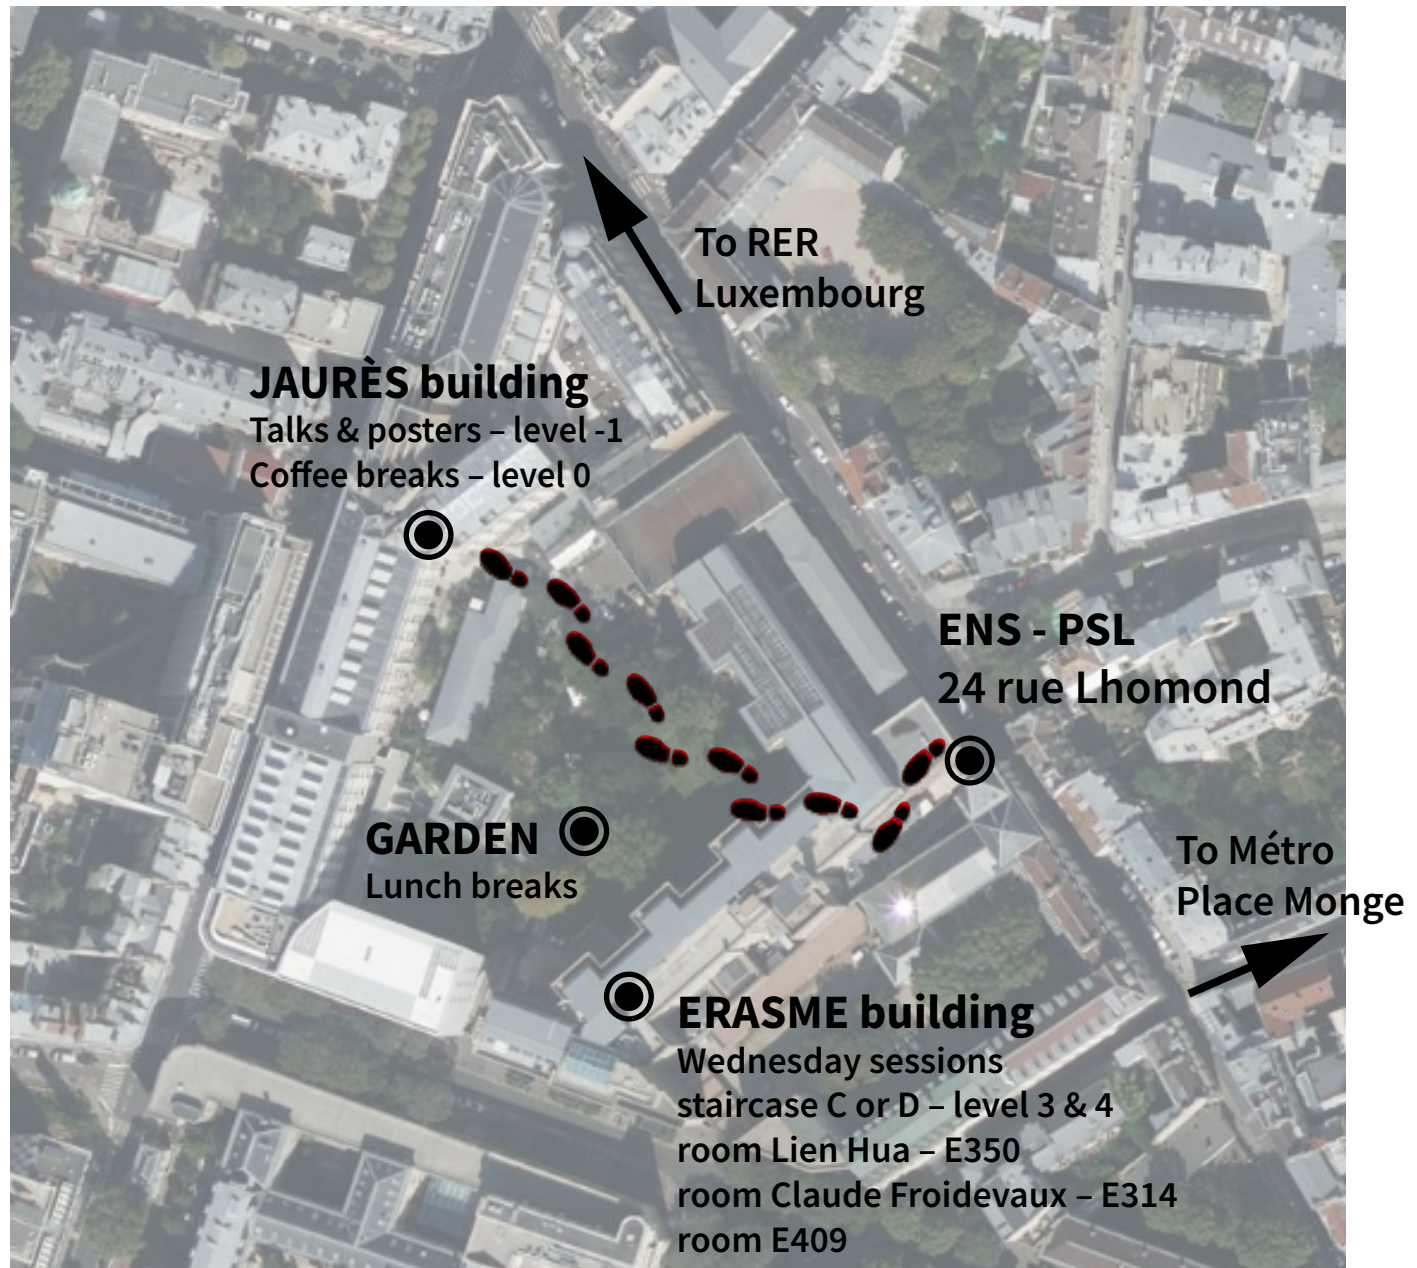 To RER
Luxembourg
JAURÈS building
Talks & posters – level -1
Coffee breaks – level 0
ENS - PSL
24 rue Lhomond
GARDEN
Lunch breaks
To Métro
Place Monge
ERASME building
Wednesday sessions
staircase C or D – level 3 & 4
room Lien Hua – E350
room Claude Froidevaux – E314
room E409